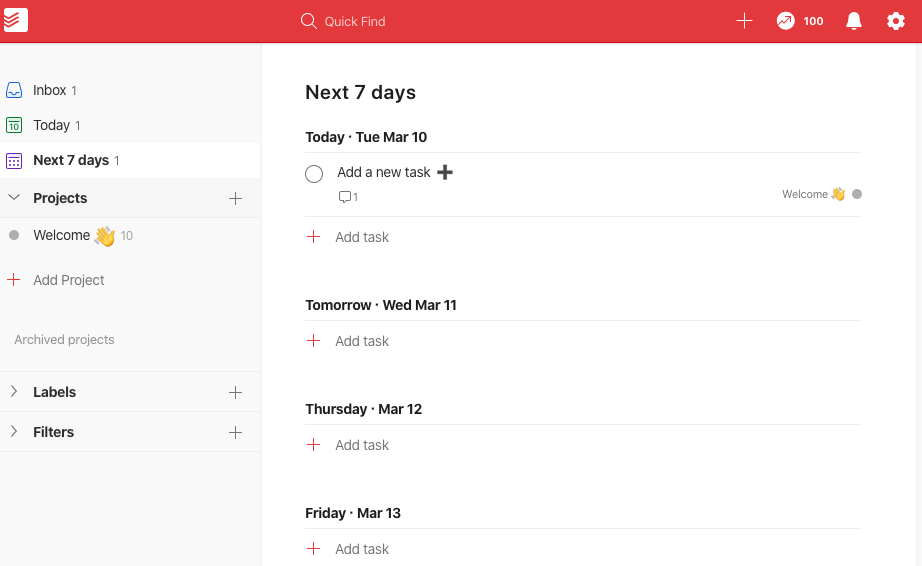 Quick Find
100
Inbox 1
10 Today 1
Next 7 days 1
Projects
Welcome 👋 10
Add Project
Archived projects
Labels
Filters
Next 7 days
Today · Tue Mar 10
Add a new task ➕
1
Welcome 👋
Add task
Tomorrow · Wed Mar 11
Add task
Thursday · Mar 12
Add task
Friday · Mar 13
Add task